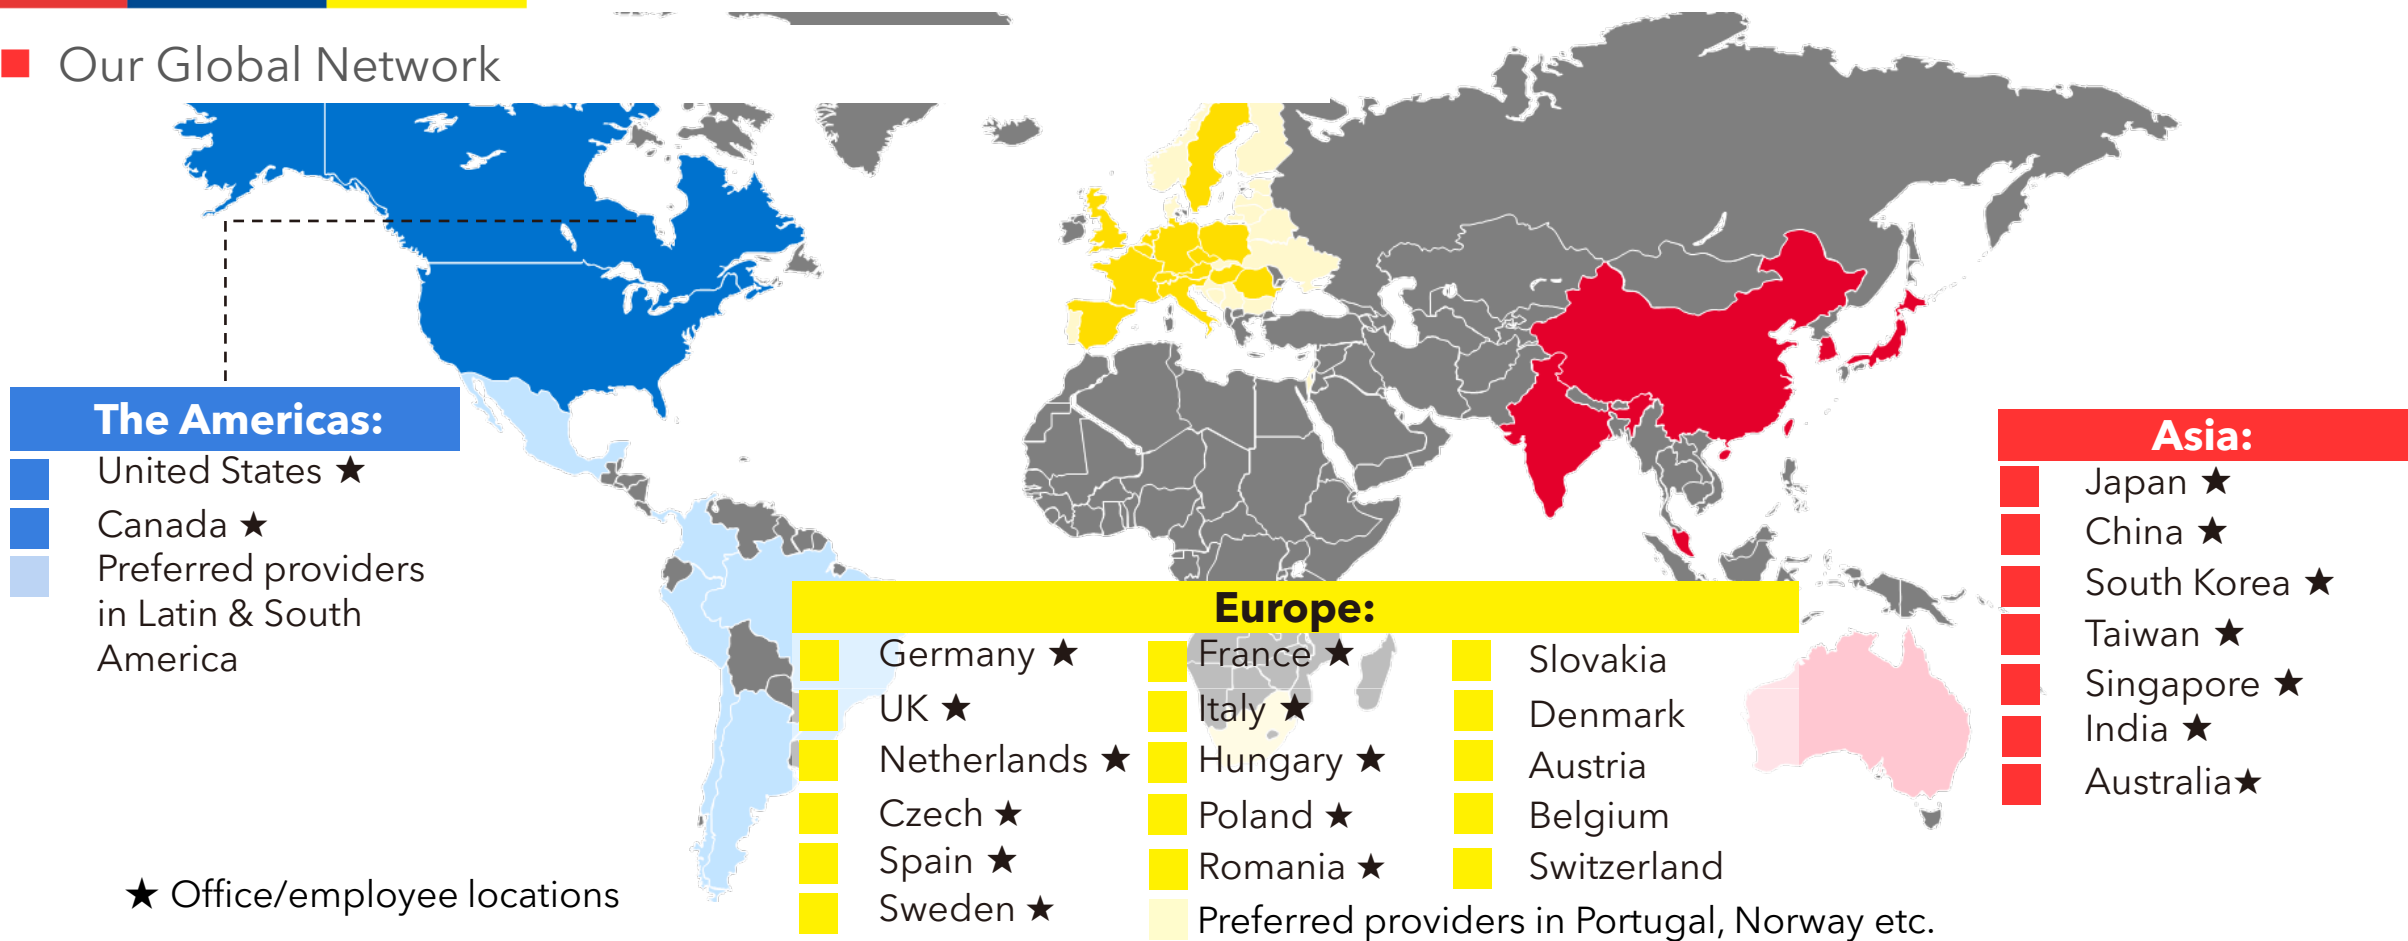 Our Global Network
The Americas:
United States ★
Canada ★
Preferred providers
in Latin & South
America
★ Office/employee locations
Europe:
Germany ★
UK ★
Netherlands ★
Czech ★
Spain ★
Sweden ★
France ★
Italy ★
Hungary ★
Poland ★
Romania ★
Preferred providers in Portugal, Norway etc.
Slovakia
Denmark
Austria
Belgium
Switzerland
Asia:
Japan ★
China ★
South Korea ★
Taiwan ★
Singapore ★
India ★
Australia★